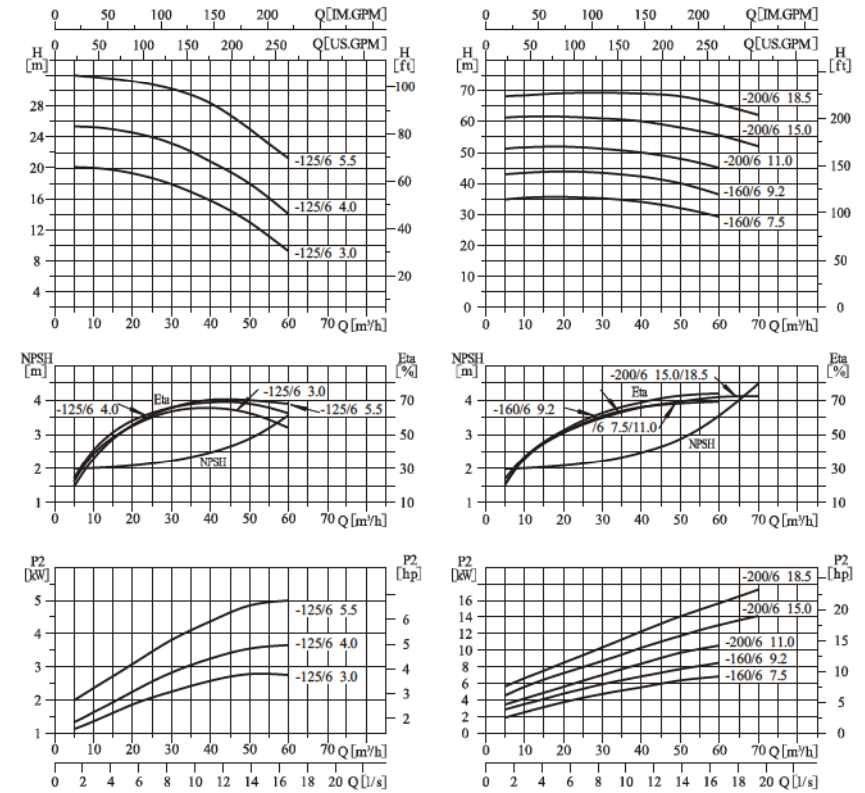 0 50 100 150 200 Q[IM.GPM]
0 50 100 150 200 250 Q[US.GPM]
H
[m]
H
[ft]
28
24
20
16
12
8
4
100
80
60
40
20
-125/6 5.5
-125/6 4.0
-125/6 3.0
0 10 20 30 40 50 60 70 Q[m³/h]
0 50 100 150 200 Q[IM.GPM]
0 50 100 150 200 250 Q[US.GPM]
H
[m]
H
[ft]
70
60
50
40
30
20
10
0
200
150
100
50
0
-200/6 18.5
-200/6 15.0
-200/6 11.0
-160/6 9.2
-160/6 7.5
0 10 20 30 40 50 60 70 Q[m³/h]
NPSH
[m]
Eta
[%]
4
3
2
1
70
50
30
10
-125/6 4.0
Eta
-125/6 3.0
-125/6 5.5
NPSH
0 10 20 30 40 50 60 70 Q[m³/h]
NPSH
[m]
Eta
[%]
4
3
2
1
70
50
30
10
-200/6 15.0/18.5
Eta
-160/6 9.2
/6 7.5/11.0
NPSH
0 10 20 30 40 50 60 70 Q[m³/h]
P2
[kW]
P2
[hp]
5
4
3
2
1
6
5
4
3
2
-125/6 5.5
-125/6 4.0
-125/6 3.0
0 10 20 30 40 50 60 70 Q[m³/h]
0 2 4 6 8 10 12 14 16 18 20 Q[l/s]
P2
[kW]
P2
[hp]
16
14
12
10
8
6
4
2
0
20
15
10
5
0
-200/6 18.5
-200/6 15.0
-200/6 11.0
-160/6 9.2
-160/6 7.5
0 10 20 30 40 50 60 70 Q[m³/h]
0 2 4 6 8 10 12 14 16 18 20 Q[l/s]